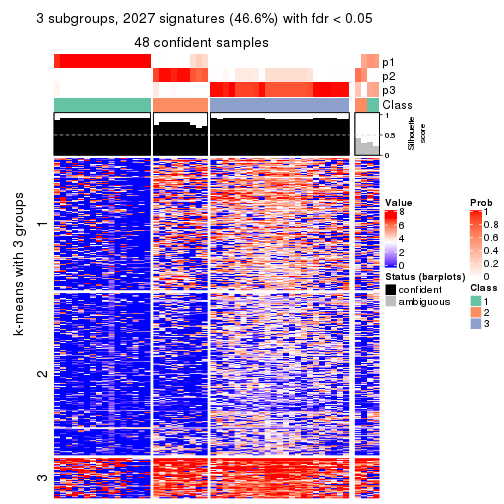 3 subgroups, 2027 signatures (46.6%) with fdr < 0.05
48 confident samples
p1
p2
p3
Class
1
0.5
0
Silhouette
score
k-means with 3 groups
1
2
3
Value
8
6
4
2
0
Status (barplots)
confident
ambiguous
Prob
1
0.8
0.6
0.4
0.2
0
Class
1
2
3